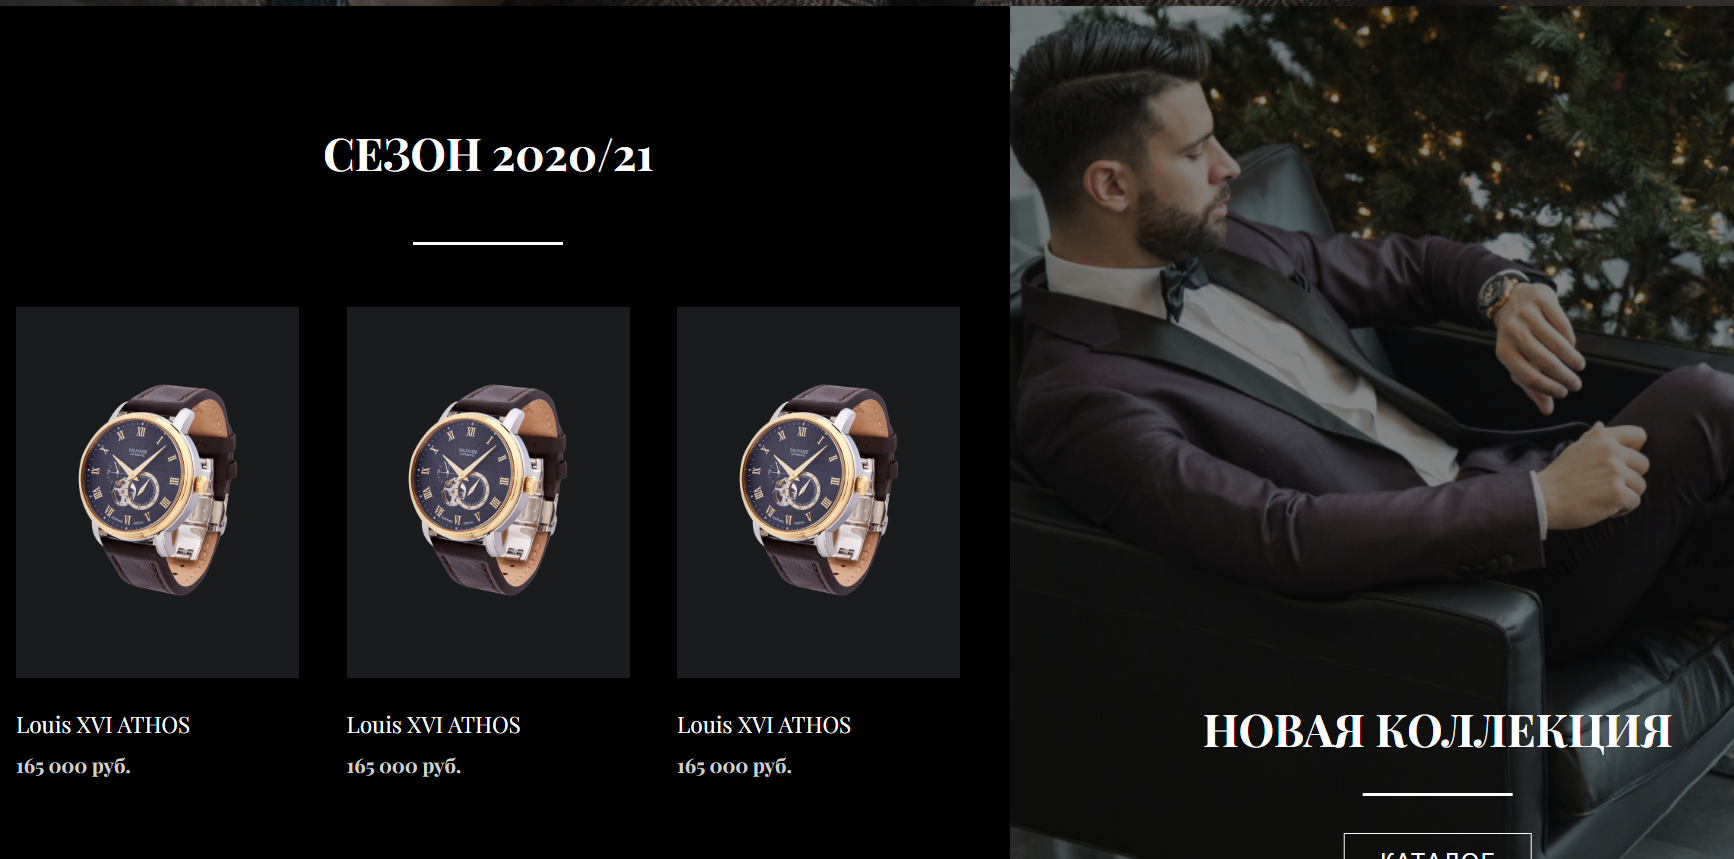 СЕЗОН 2020/21
Louis XVI ATHOS
165 000 руб.
Louis XVI ATHOS
165 000 руб.
Louis XVI ATHOS
165 000 руб.
НОВАЯ КОЛЛЕКЦИЯ
КАТАЛОГ